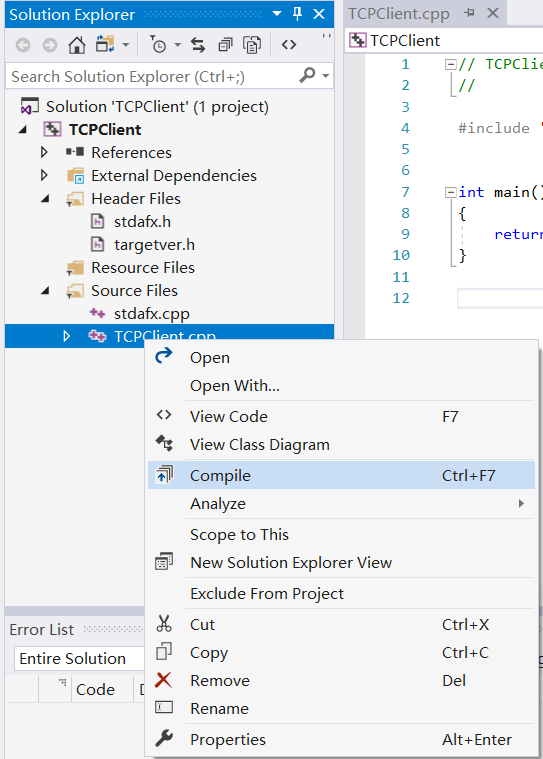 Solution Explorer
Search Solution Explorer (Ctrl+;)
Solution 'TCPClient' (1 project)
TCPClient
References
External Dependencies
Header Files
stdafx.h
targetver.h
Resource Files
Source Files
stdafx.cpp
TCPClient.cpp
Open
Open With...
View Code F7
View Class Diagram
Compile Ctrl+F7
Analyze
Scope to This
New Solution Explorer View
Exclude From Project
Cut Ctrl+X
Copy Ctrl+C
Remove Del
Rename
Properties Alt+Enter
Error List
Entire Solution
Code
TCPClient.cpp
TCPClient
1 // TCPClie
2 //
3
4 #include "
5
6
7 int main()
8 {
9 return
10 }
11
12